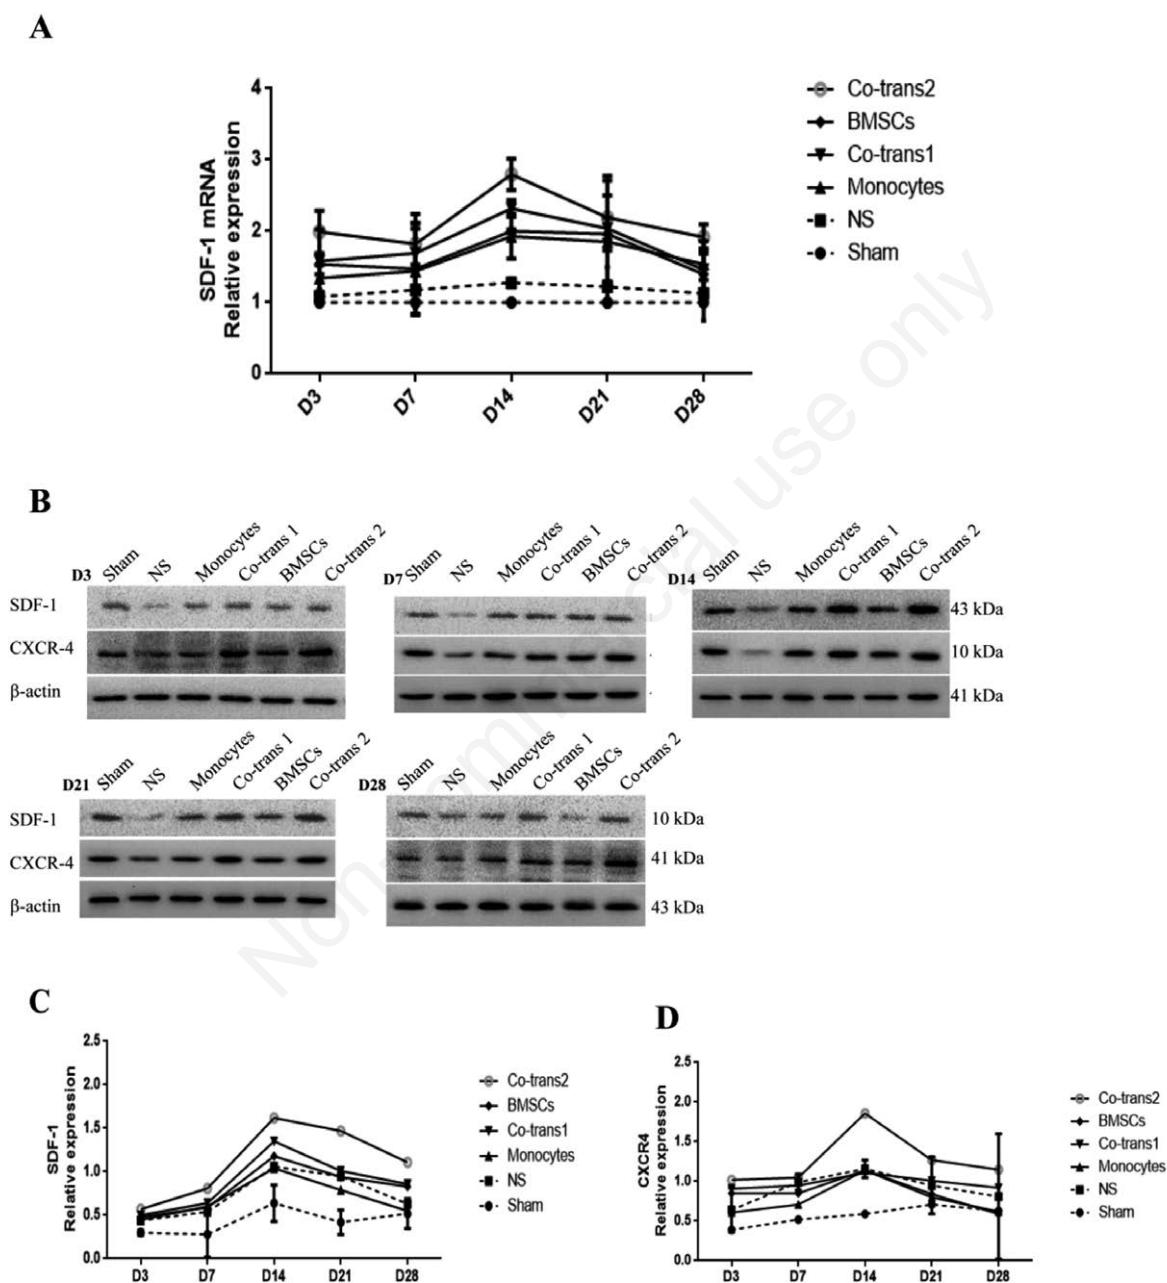 A
SDF-1 mRNA
Relative expression
4
3
2
1
0
D3 D7 D14 D21 D28
Co-trans2
BMSCs
Co-trans1
Monocytes
NS
Sham
B
D3 Sham NS Monocytes Co-trans 1 BMSCs Co-trans 2
D7 Sham NS Monocytes Co-trans 1 BMSCs Co-trans 2
D14 Sham NS Monocytes Co-trans 1 BMSCs Co-trans 2
SDF-1 43 kDa
CXCR-4 10 kDa
β-actin 41 kDa
D21 Sham NS Monocytes Co-trans 1 BMSCs Co-trans 2
D28 Sham NS Monocytes Co-trans 1 BMSCs Co-trans 2
SDF-1 10 kDa
CXCR-4 41 kDa
β-actin 43 kDa
C
SDF-1
Relative expression
2.5
2.0
1.5
1.0
0.5
0.0
D3 D7 D14 D21 D28
Co-trans2
BMSCs
Co-trans1
Monocytes
NS
Sham
D
CXCR4
Relative expression
2.5
2.0
1.5
1.0
0.5
0.0
D3 D7 D14 D21 D28
Co-trans2
BMSCs
Co-trans1
Monocytes
NS
Sham
Non-commercial use only